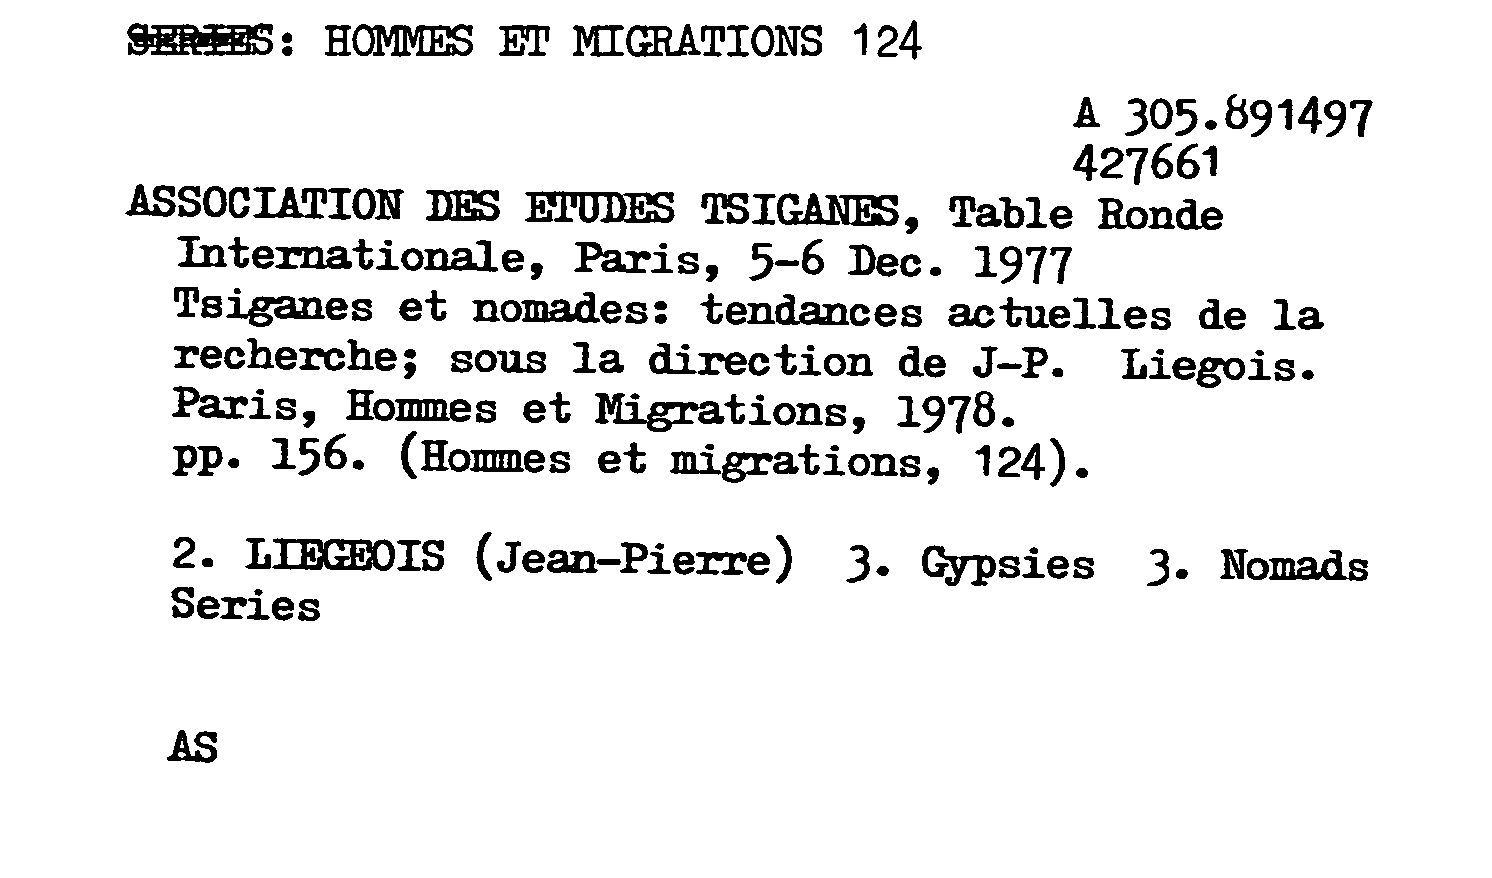 SERIES: HOMMES ET MIGRATIONS 124
A 305.891497
427661
ASSOCIATION DES ETUDES TSIGANES, Table Ronde
Internationale, Paris, 5-6 Dec. 1977
Tsiganes et nomades: tendances actuelles de la
recherche; sous la direction de J-P. Liegois.
Paris, Hommes et Migrations, 1978.
pp. 156. (Hommes et migrations, 124).
2. LIEGEOIS (Jean-Pierre) 3. Gypsies 3. Nomads
Series
AS